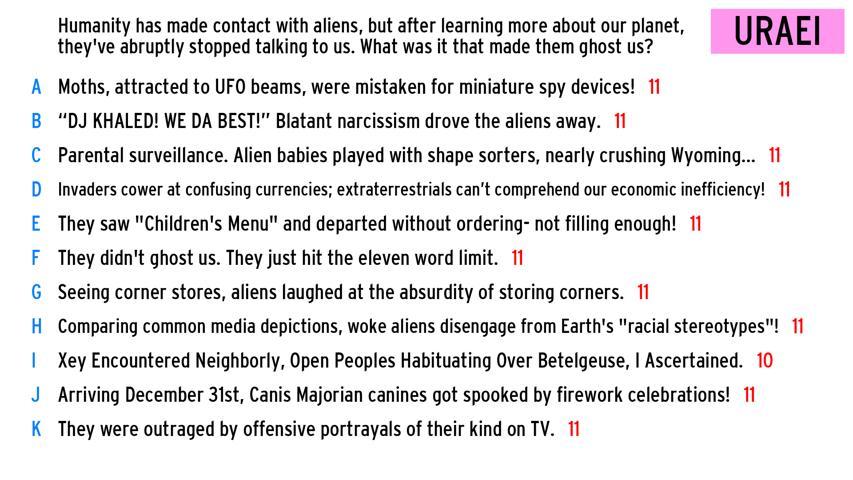 Humanity has made contact with aliens, but after learning more about our planet,
they've abruptly stopped talking to us. What was it that made them ghost us?
URAEI
A Moths, attracted to UFO beams, were mistaken for miniature spy devices! 11
B “DJ KHALED! WE DA BEST!” Blatant narcissism drove the aliens away. 11
C Parental surveillance. Alien babies played with shape sorters, nearly crushing Wyoming... 11
D Invaders cower at confusing currencies; extraterrestrials can’t comprehend our economic inefficiency! 11
E They saw "Children's Menu" and departed without ordering- not filling enough! 11
F They didn't ghost us. They just hit the eleven word limit. 11
G Seeing corner stores, aliens laughed at the absurdity of storing corners. 11
H Comparing common media depictions, woke aliens disengage from Earth's "racial stereotypes"! 11
I Xey Encountered Neighborly, Open Peoples Habituating Over Betelgeuse, I Ascertained. 10
J Arriving December 31st, Canis Majorian canines got spooked by firework celebrations! 11
K They were outraged by offensive portrayals of their kind on TV. 11